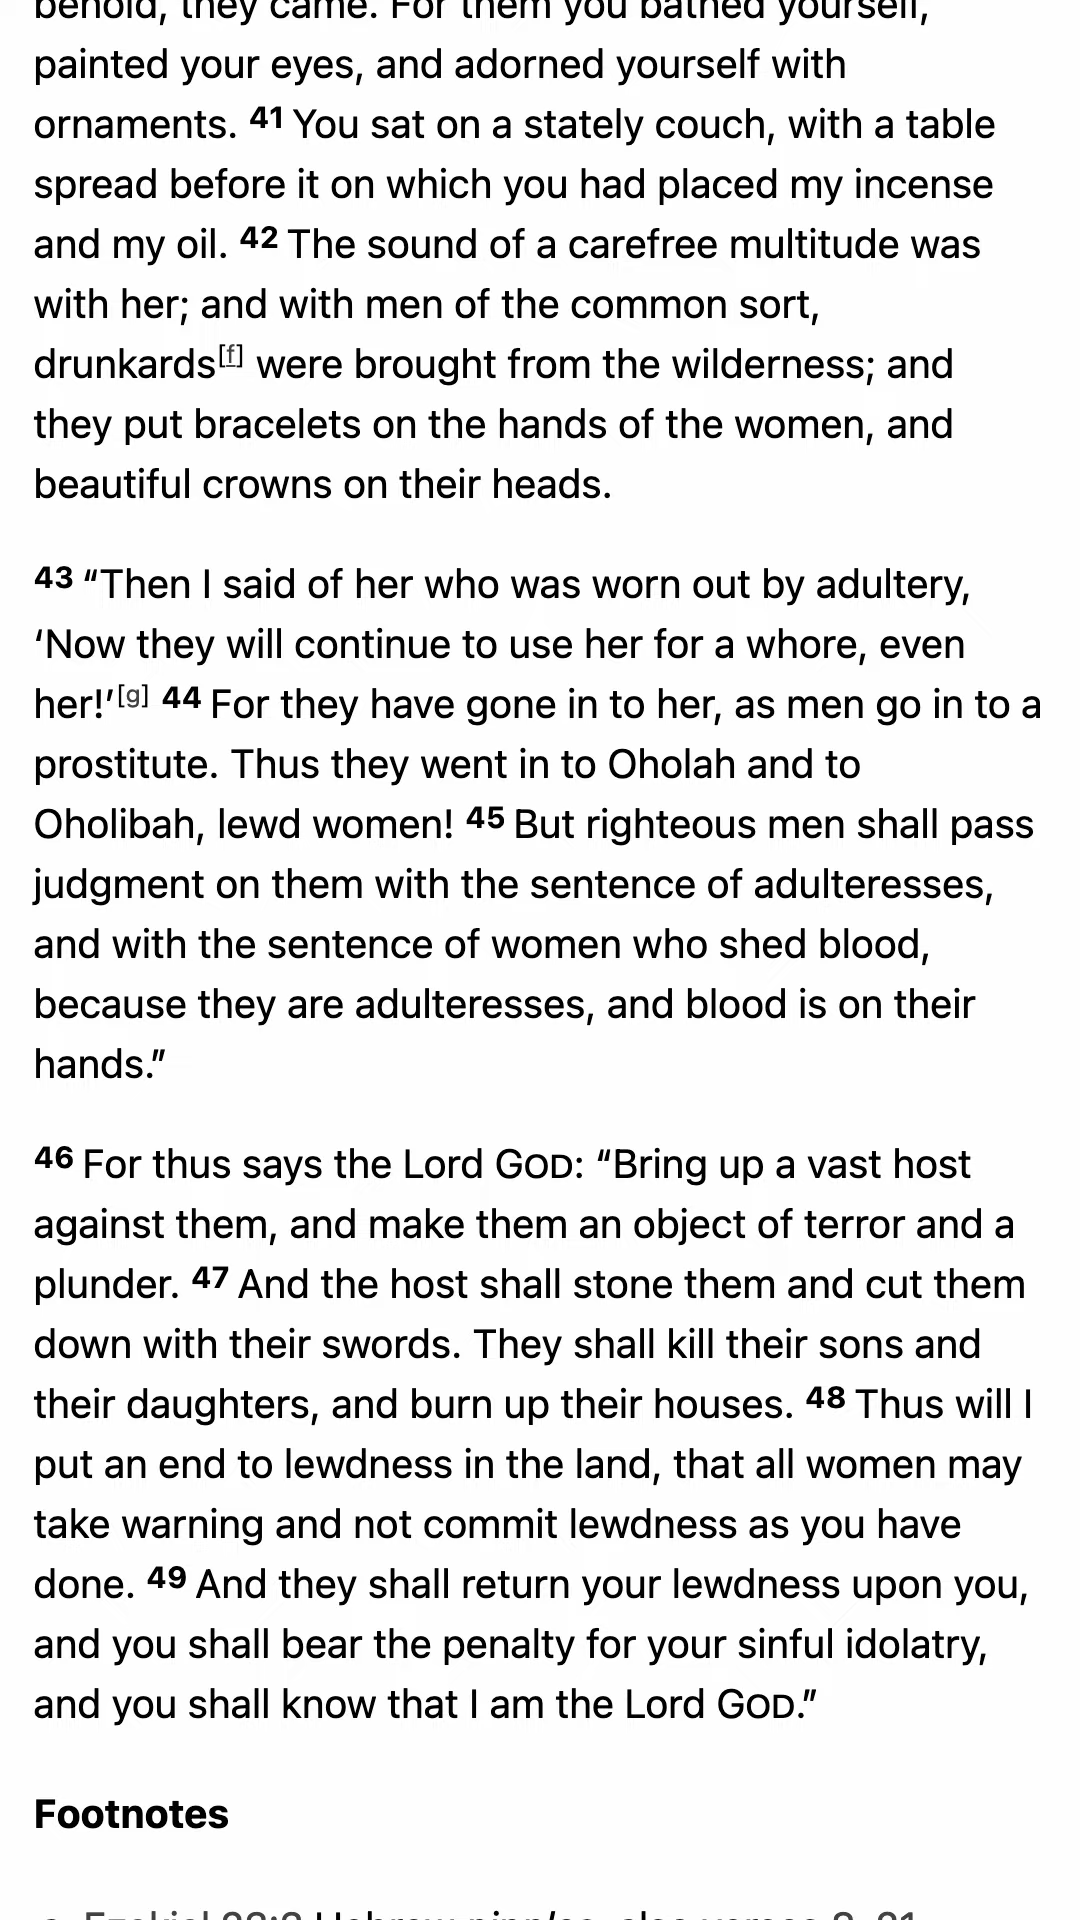 behold, they came. For them you bathed yourself,
painted your eyes, and adorned yourself with
ornaments. 41 You sat on a stately couch, with a table
spread before it on which you had placed my incense
and my oil. 42 The sound of a carefree multitude was
with her; and with men of the common sort,
drunkards[f] were brought from the wilderness; and
they put bracelets on the hands of the women, and
beautiful crowns on their heads.
43 “Then I said of her who was worn out by adultery,
‘Now they will continue to use her for a whore, even
her!’[g] 44 For they have gone in to her, as men go in to a
prostitute. Thus they went in to Oholah and to
Oholibah, lewd women! 45 But righteous men shall pass
judgment on them with the sentence of adulteresses,
and with the sentence of women who shed blood,
because they are adulteresses, and blood is on their
hands.”
46 For thus says the Lord GOD: “Bring up a vast host
against them, and make them an object of terror and a
plunder. 47 And the host shall stone them and cut them
down with their swords. They shall kill their sons and
their daughters, and burn up their houses. 48 Thus will I
put an end to lewdness in the land, that all women may
take warning and not commit lewdness as you have
done. 49 And they shall return your lewdness upon you,
and you shall bear the penalty for your sinful idolatry,
and you shall know that I am the Lord GOD.”
Footnotes
Ezekiel Hebrew also verses